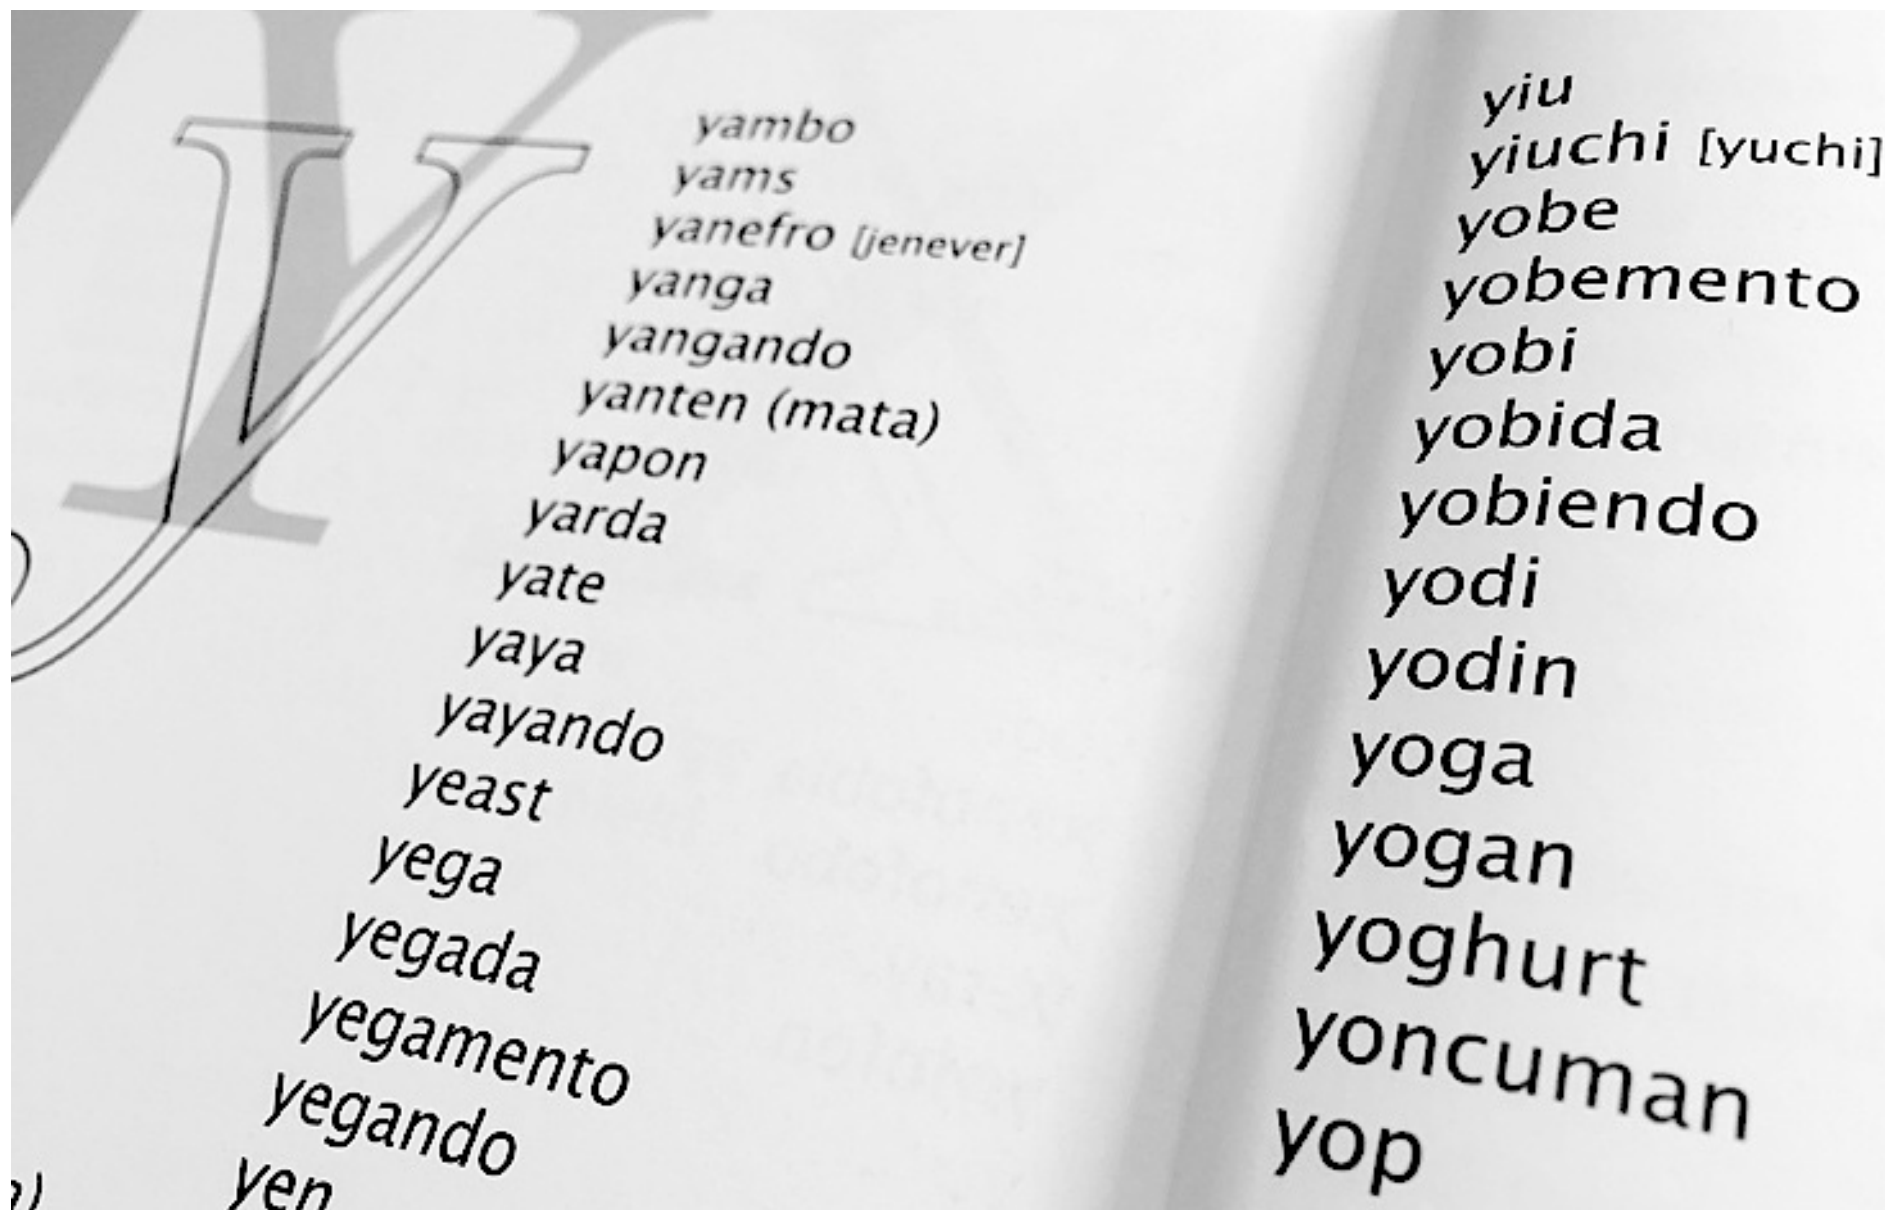 y
yambo
yams
yanefro [jenever]
yanga
yangando
yanten (mata)
yapon
yarda
yate
yaya
yayando
yeast
yega
yegada
yegamento
yegando
yen
yiu
yiuchi [yuchi]
yobe
yobemento
yobi
yobida
yobiendo
yodi
yodin
yoga
yogan
yoghurt
yoncuman
yop